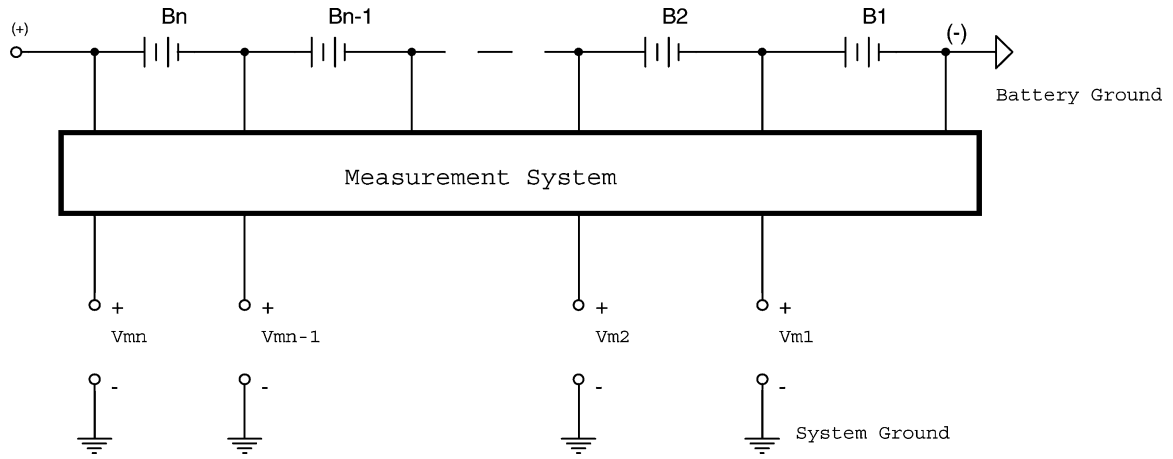 (+) Bn Bn-1 B2 B1 (-)
Battery Ground
Measurement System
+ + + +
Vmn Vmn-1 Vm2 Vm1
- - - -
System Ground